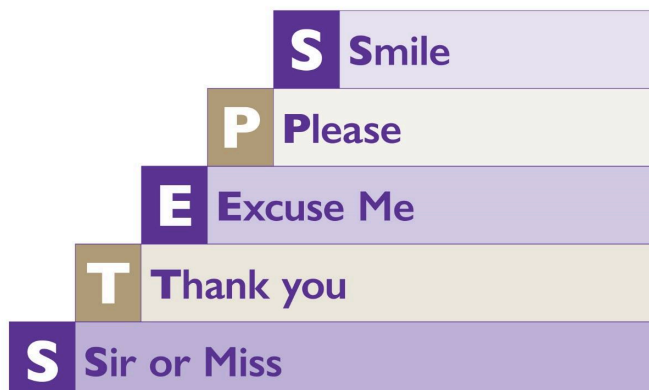 S Smile
P Please
E Excuse Me
T Thank you
S Sir or Miss